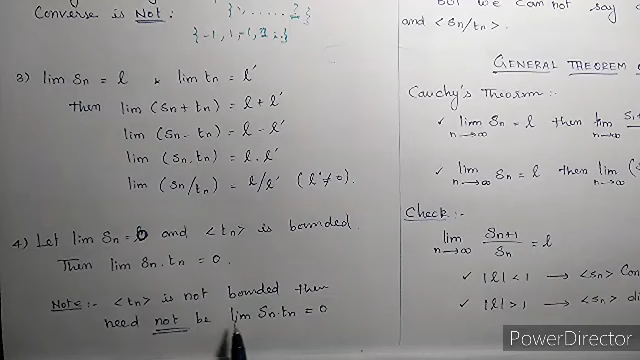 Converse is Not:
{-1, 1, -1, 1 ...}
3) lim Sn = l & lim tn = l'
then lim (Sn + tn) = l + l'
lim (Sn - tn) = l - l'
lim (Sn. tn) = l. l'
lim (Sn/tn) = l/l' (l' ≠ 0).
4) Let lim Sn = 0 and <tn> is bounded.
Then lim Sn. tn = 0.
Note:- <tn> is not bounded then
need not be lim Sn.tn = 0
But we can not say
and <Sn/tn>.
GENERAL THEOREM
Cauchy's Theorem:-
✓ lim n→∞ Sn = l then lim n→∞
✓ lim n→∞ Sn = l then lim n→∞
Check:-
lim n→∞ Sn+1/Sn = l
✓ |l| < 1 → <Sn> Con
✓ |l| > 1 → <Sn> di
PowerDirector